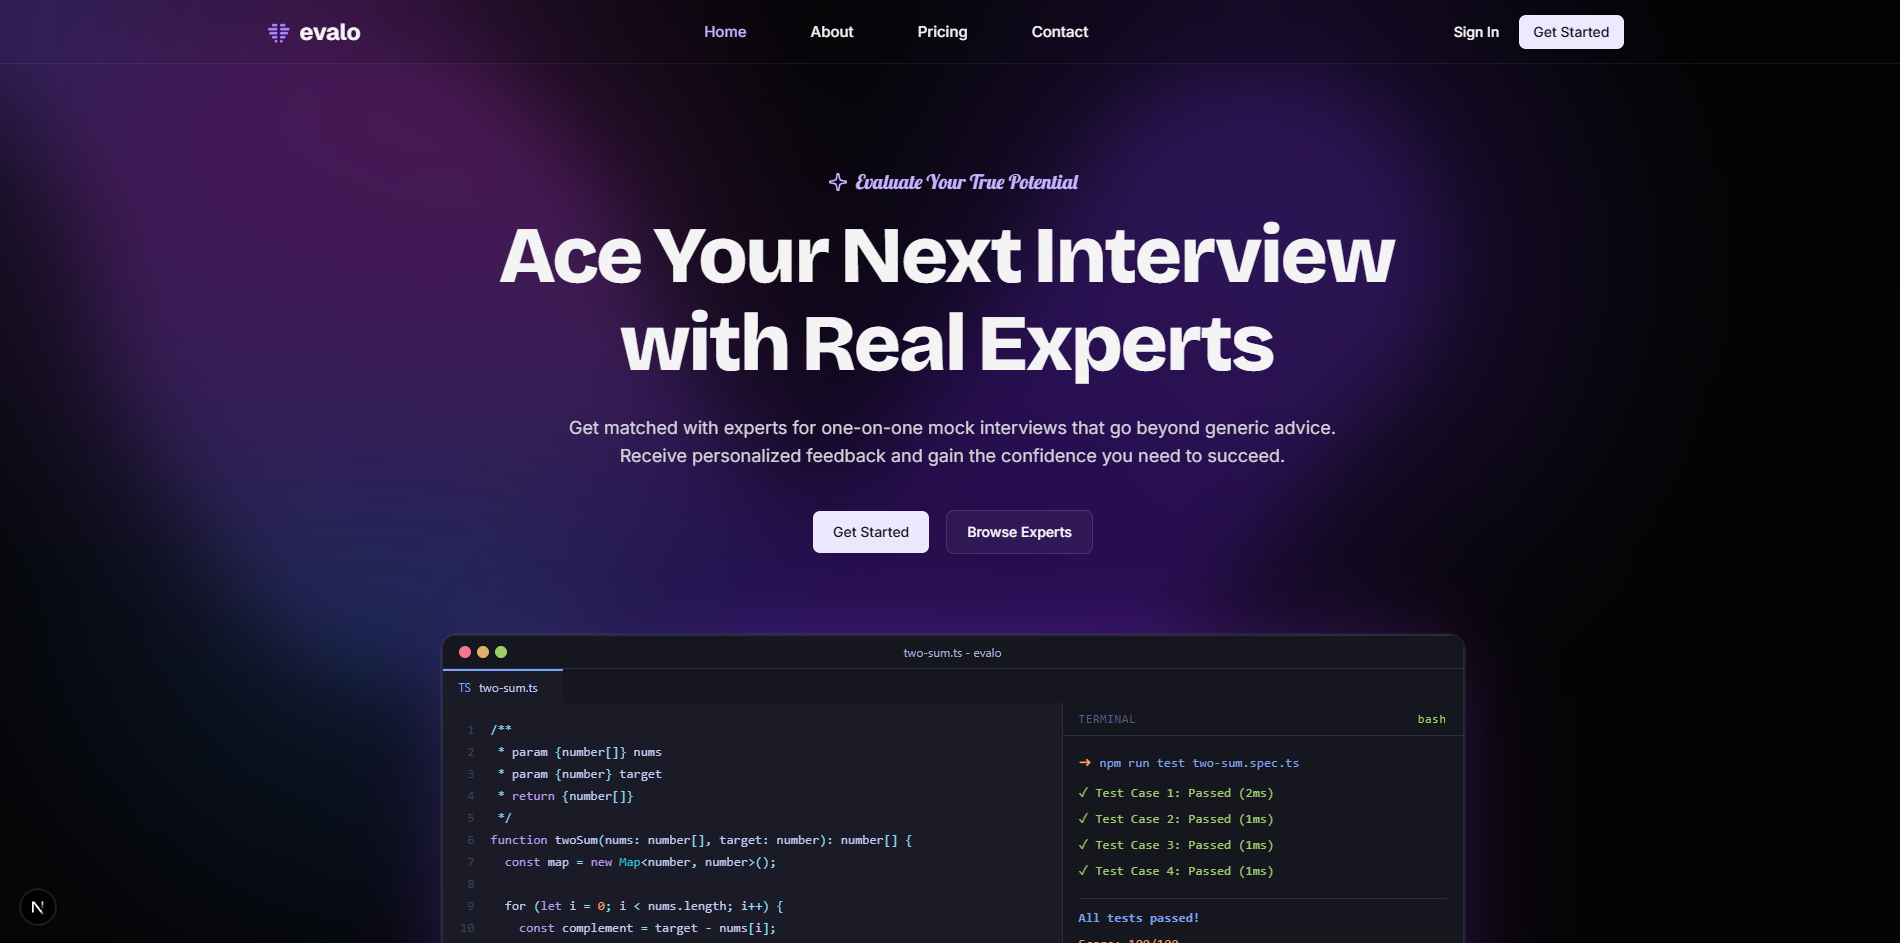 evalo
Home
About
Pricing
Contact
Sign In
Get Started
Evaluate Your True Potential
Ace Your Next Interview
with Real Experts
Get matched with experts for one-on-one mock interviews that go beyond generic advice.
Receive personalized feedback and gain the confidence you need to succeed.
Get Started
Browse Experts
two-sum.ts - evalo
TS two-sum.ts
1 /**
2 * param {number[]} nums
3 * param {number} target
4 * return {number[]}
5 */
6 function twoSum(nums: number[], target: number): number[] {
7 const map = new Map<number, number>();
8
9 for (let i = 0; i < nums.length; i++) {
10 const complement = target - nums[i];
TERMINAL
bash
→ npm run test two-sum.spec.ts
✓ Test Case 1: Passed (2ms)
✓ Test Case 2: Passed (1ms)
✓ Test Case 3: Passed (1ms)
✓ Test Case 4: Passed (1ms)
All tests passed!
Score: 100/100
N